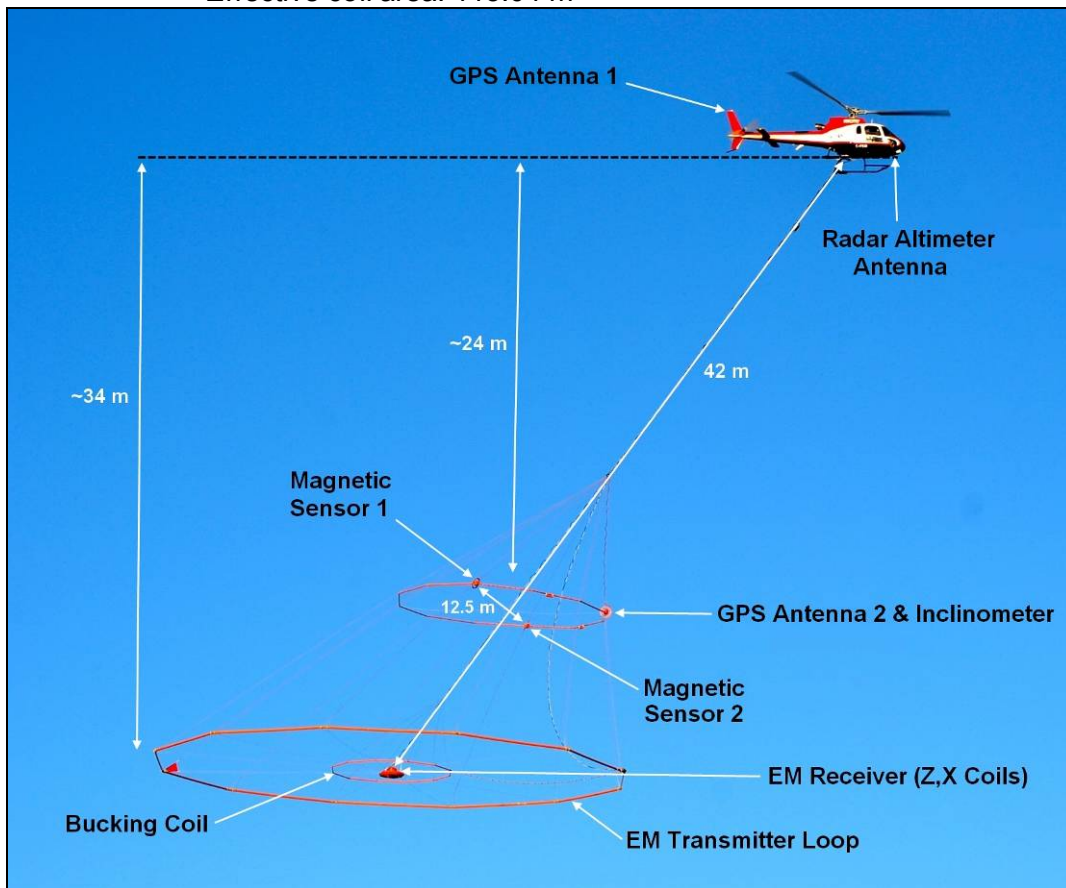 GPS Antenna 1
Radar Altimeter
Antenna
~24 m
42 m
~34 m
Magnetic
Sensor 1
12.5 m
GPS Antenna 2 & Inclinometer
Magnetic
Sensor 2
EM Receiver (Z,X Coils)
Bucking Coil
EM Transmitter Loop